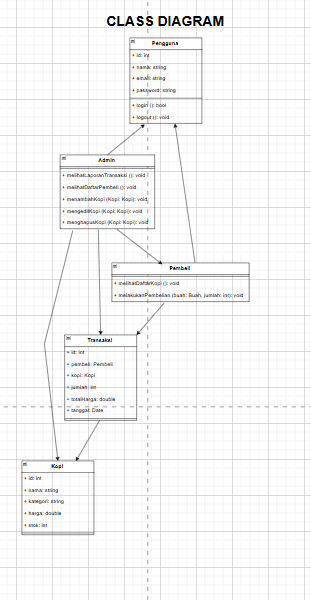 CLASS DIAGRAM
Pangguna
+ id: int
+ nama: string
+ email: string
+ password: string
+ login (): bool
+ logout (): void
Admin
+ melihatLaporanTransaksi (): void
+ melihatDaftarPembeli (): void
+ menambahKopi (Kopi: Kopi): void
+ mengeditKopi (Kopi: Kopi): void
+ menghapusKopi (Kopi: Kopi): void
Pembeli
+ melihatDaftarKopi (): void
+ melakukanPembelian (buah: Buah, jumlah: int): void
Transaksi
+ id: int
+ pembeli: Pembeli
+ kopi: Kopi
+ jumlah: int
+ totalHarga: double
+ tanggal: Date
Kopi
+ id: int
+ nama: string
+ kategori: string
+ harga: double
+ stok: int